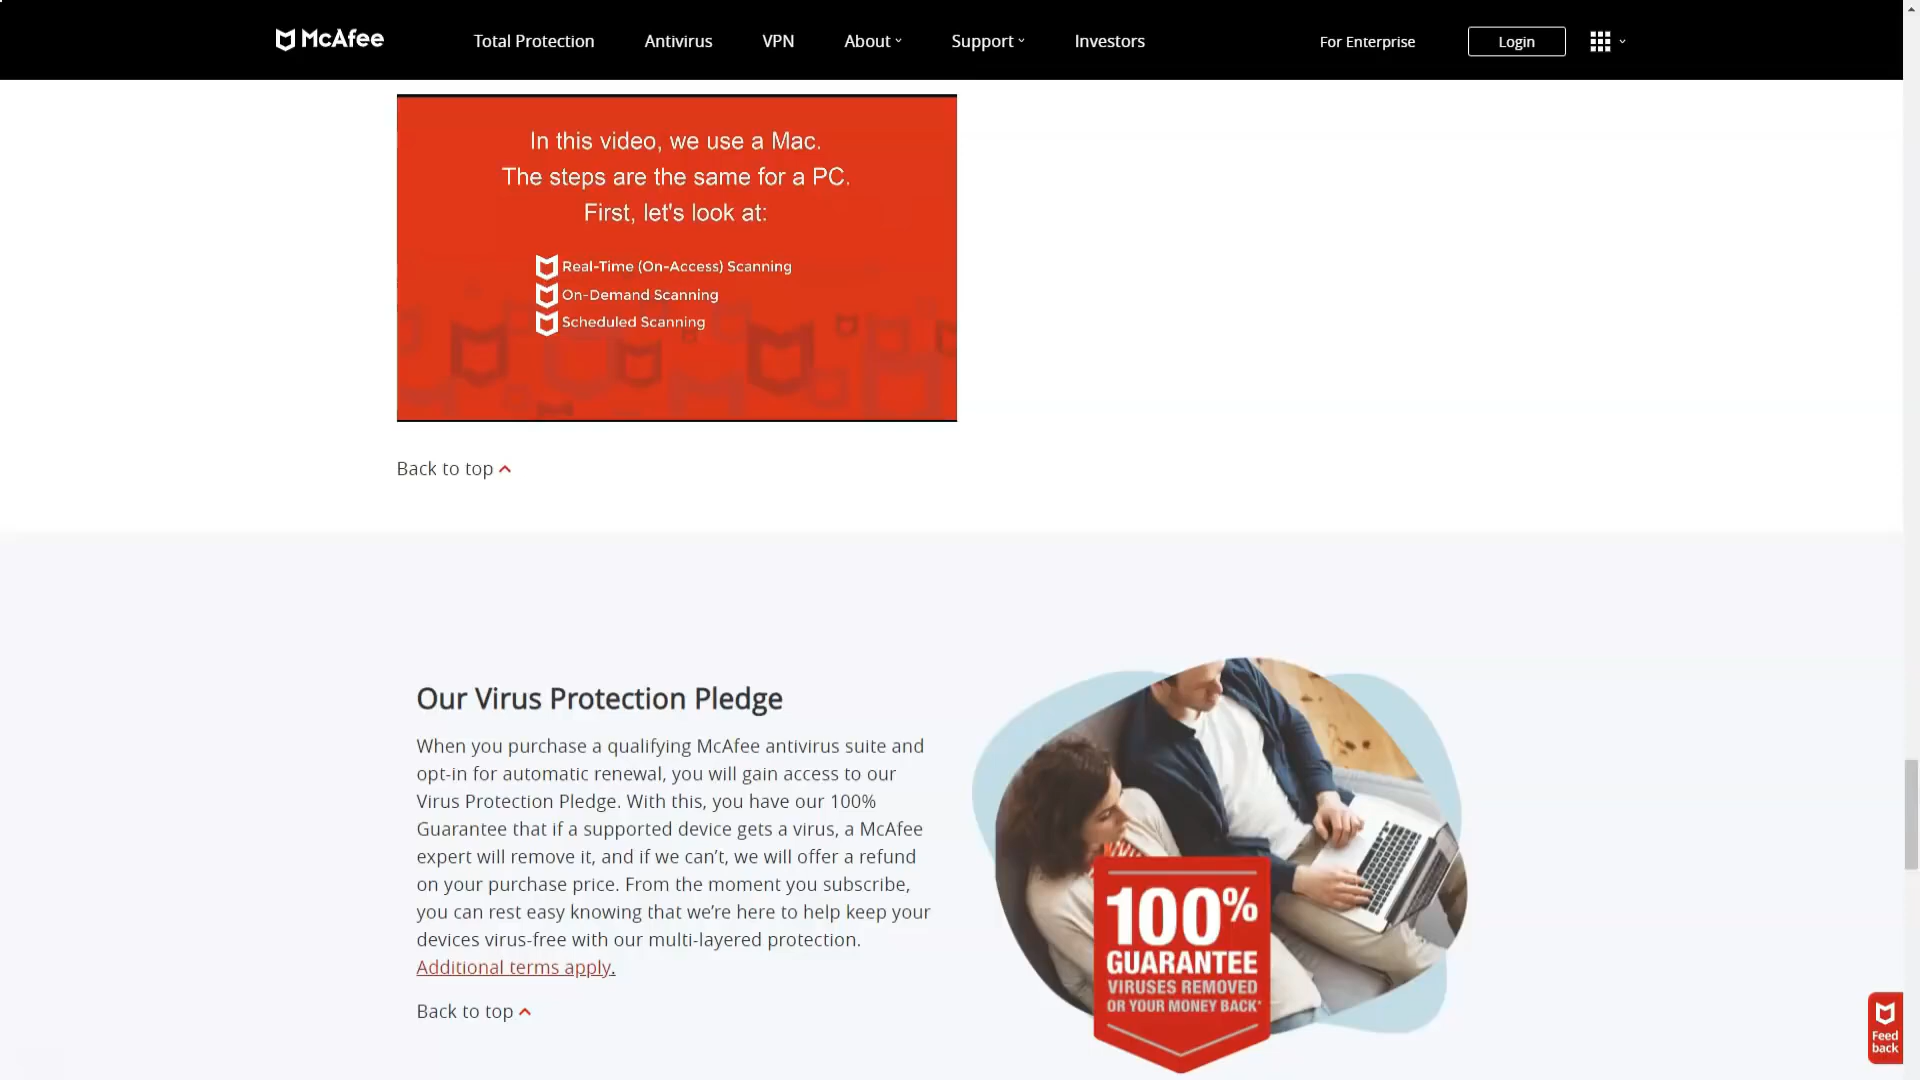 McAfee
Total Protection
Antivirus
VPN
About
Support
Investors
For Enterprise
Login
In this video, we use a Mac.
The steps are the same for a PC.
First, let's look at:
Real-Time (On-Access) Scanning
On-Demand Scanning
Scheduled Scanning
Back to top
Our Virus Protection Pledge
When you purchase a qualifying McAfee antivirus suite and
opt-in for automatic renewal, you will gain access to our
Virus Protection Pledge. With this, you have our 100%
Guarantee that if a supported device gets a virus, a McAfee
expert will remove it, and if we can’t, we will offer a refund
on your purchase price. From the moment you subscribe,
you can rest easy knowing that we’re here to help keep your
devices virus-free with our multi-layered protection.
Additional terms apply.
Back to top
100%
GUARANTEE
VIRUSES REMOVED
OR YOUR MONEY BACK*
Feed
back